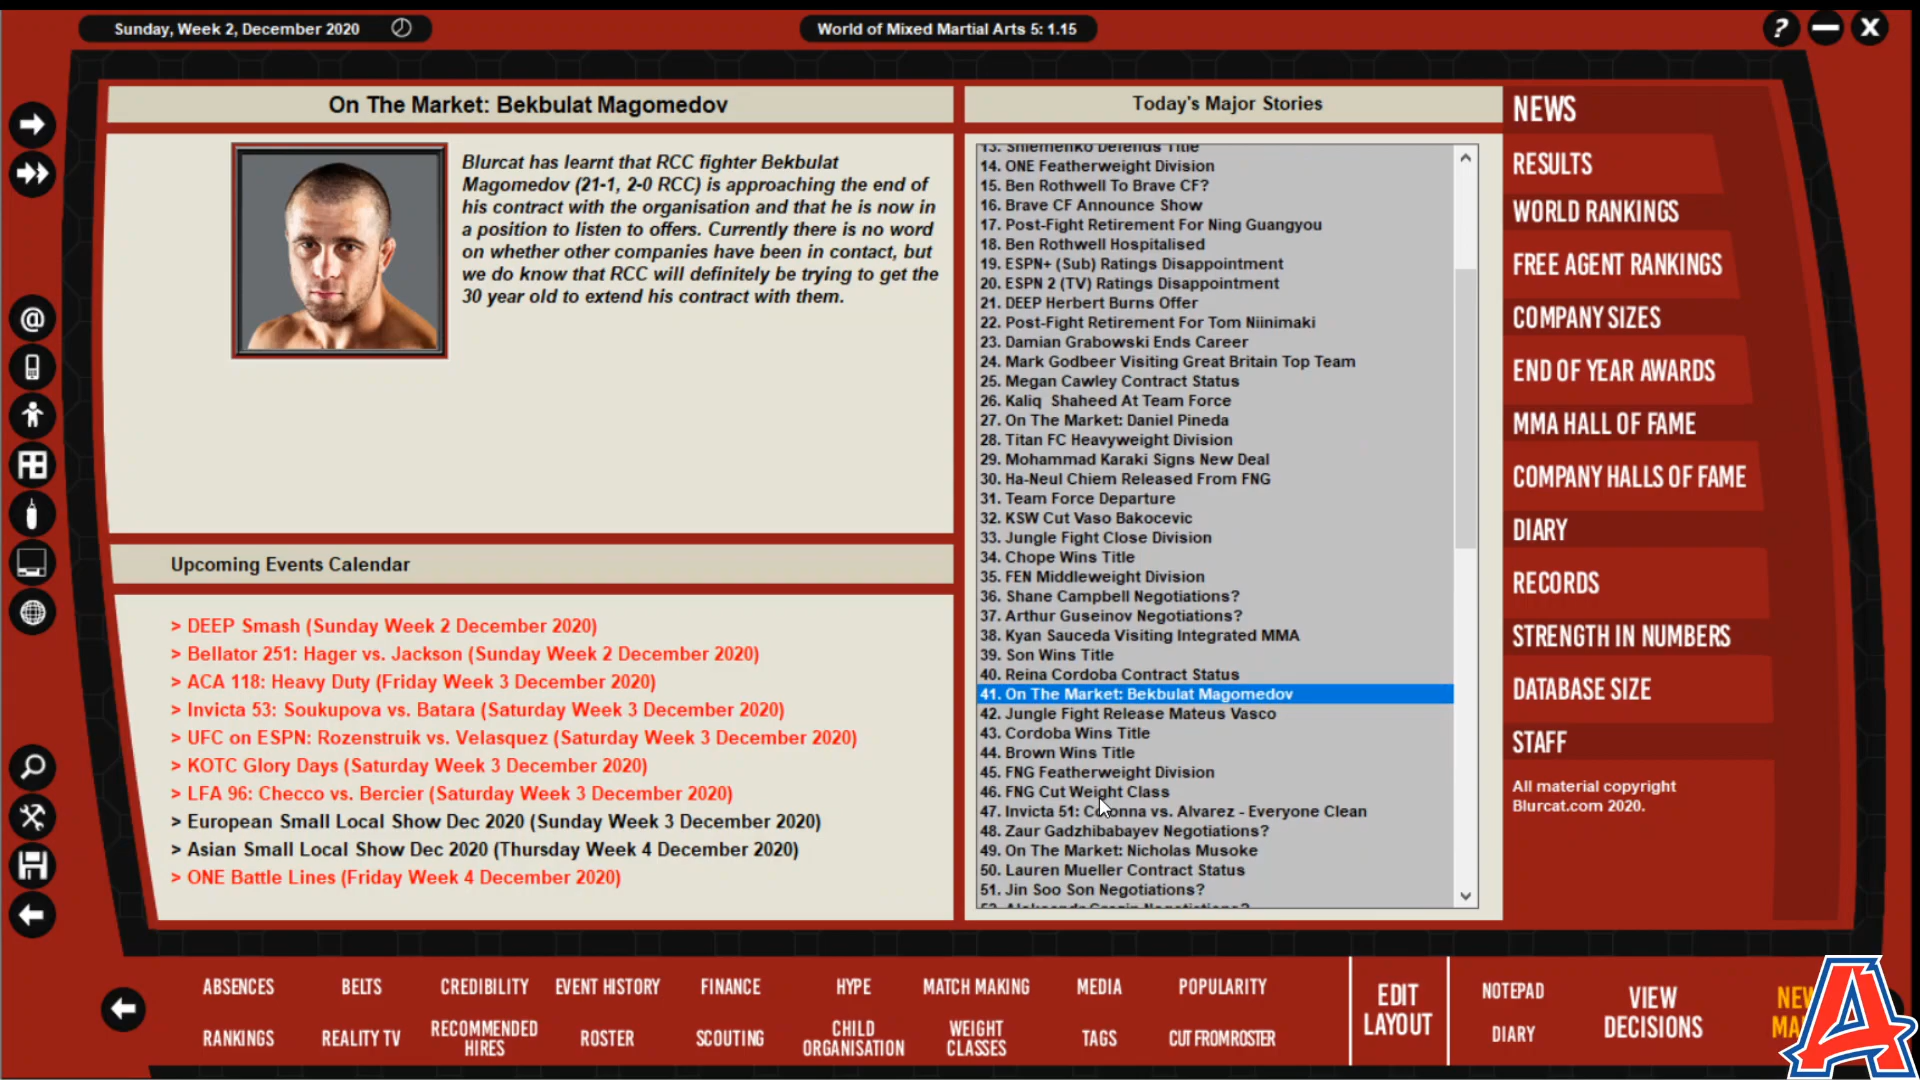 Sunday, Week 2, December 2020
World of Mixed Martial Arts 5: 1.15
?
X
On The Market: Bekbulat Magomedov
Blurcat has learnt that RCC fighter Bekbulat
Magomedov (21-1, 2-0 RCC) is approaching the end of
his contract with the organisation and that he is now in
a position to listen to offers. Currently there is no word
on whether other companies have been in contact, but
we do know that RCC will definitely be trying to get the
30 year old to extend his contract with them.
Upcoming Events Calendar
> DEEP Smash (Sunday Week 2 December 2020)
> Bellator 251: Hager vs. Jackson (Sunday Week 2 December 2020)
> ACA 118: Heavy Duty (Friday Week 3 December 2020)
> Invicta 53: Soukupova vs. Batara (Saturday Week 3 December 2020)
> UFC on ESPN: Rozenstruik vs. Velasquez (Saturday Week 3 December 2020)
> KOTC Glory Days (Saturday Week 3 December 2020)
> LFA 96: Checco vs. Bercier (Saturday Week 3 December 2020)
> European Small Local Show Dec 2020 (Sunday Week 3 December 2020)
> Asian Small Local Show Dec 2020 (Thursday Week 4 December 2020)
> ONE Battle Lines (Friday Week 4 December 2020)
Today's Major Stories
13. Shlemenko Defends Title
14. ONE Featherweight Division
15. Ben Rothwell To Brave CF?
16. Brave CF Announce Show
17. Post-Fight Retirement For Ning Guangyou
18. Ben Rothwell Hospitalised
19. ESPN+ (Sub) Ratings Disappointment
20. ESPN 2 (TV) Ratings Disappointment
21. DEEP Herbert Burns Offer
22. Post-Fight Retirement For Tom Niinimaki
23. Damian Grabowski Ends Career
24. Mark Godbeer Visiting Great Britain Top Team
25. Megan Cawley Contract Status
26. Kaliq Shaheed At Team Force
27. On The Market: Daniel Pineda
28. Titan FC Heavyweight Division
29. Mohammad Karaki Signs New Deal
30. Ha-Neul Chiem Released From FNG
31. Team Force Departure
32. KSW Cut Vaso Bakocevic
33. Jungle Fight Close Division
34. Chope Wins Title
35. FEN Middleweight Division
36. Shane Campbell Negotiations?
37. Arthur Guseinov Negotiations?
38. Kyan Sauceda Visiting Integrated MMA
39. Son Wins Title
40. Reina Cordoba Contract Status
41. On The Market: Bekbulat Magomedov
42. Jungle Fight Release Mateus Vasco
43. Cordoba Wins Title
44. Brown Wins Title
45. FNG Featherweight Division
46. FNG Cut Weight Class
47. Invicta 51: vs. Alvarez - Everyone Clean
48. Zaur Gadzhibabayev Negotiations?
49. On The Market: Nicholas Musoke
50. Lauren Mueller Contract Status
51. Jin Soo Son Negotiations?
NEWS
RESULTS
WORLD RANKINGS
FREE AGENT RANKINGS
COMPANY SIZES
END OF YEAR AWARDS
MMA HALL OF FAME
COMPANY HALLS OF FAME
DIARY
RECORDS
STRENGTH IN NUMBERS
DATABASE SIZE
STAFF
All material copyright
Blurcat.com 2020.
ABSENCES BELTS CREDIBILITY EVENT HISTORY FINANCE HYPE MATCH MAKING MEDIA POPULARITY
RANKINGS REALITY TV RECOMMENDED HIRES ROSTER SCOUTING CHILD ORGANISATION WEIGHT CLASSES TAGS CUT FROM ROSTER
EDIT
LAYOUT
NOTEPAD
DIARY
VIEW
DECISIONS
A